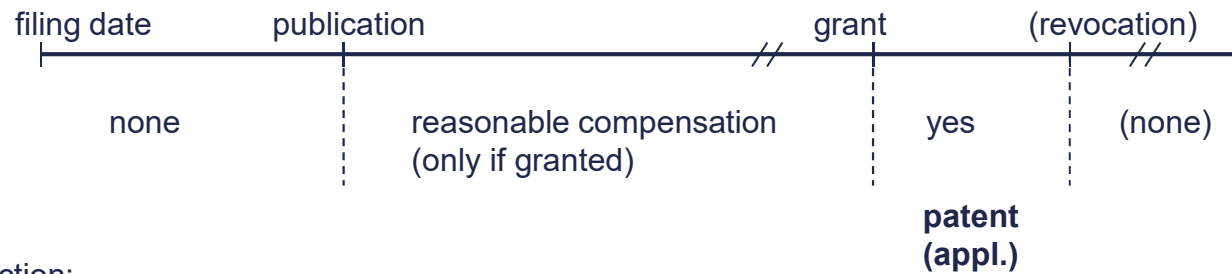 filing date publication grant (revocation)
none reasonable compensation yes (none)
(only if granted)
patent
(appl.)